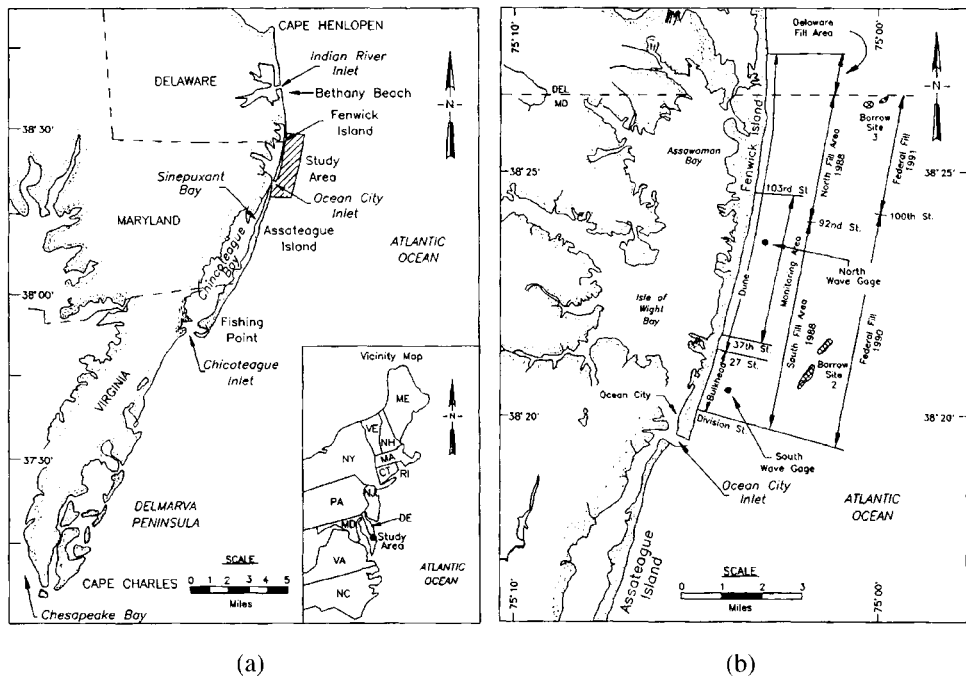 CAPE HENLOPEN
Indian River
Inlet
DELAWARE
Bethany Beach
-N-
38°30'
Fenwick
Island
Study
Area
Sinepuxant
Bay
Ocean City
Inlet
MARYLAND
Assateague
Island
Chincoteague
Bay
ATLANTIC
OCEAN
38°00'
Fishing
Point
Chicoteague
Inlet
VIRGINIA
37°30'
DELMARVA
PENINSULA
CAPE CHARLES
SCALE
0 1 2 3 4 5
Miles
Chesapeake Bay
Vicinity Map
-N-
ME
VE
NH
NY
MA
CT
RI
PA
NJ
MD
DE
Study
Area
VA
ATLANTIC
OCEAN
NC
(a)
75°10'
75°00'
Delaware
Fill Area
-N-
DEL
MD
Borrow
Site
3
Fenwick Island
Assawoman
Bay
North Fill Area
1988
Federal Fill
1991
38°25'
103rd St.
100th St.
92nd St.
North
Wave Gage
Monitoring Area
Dune
Isle of
Wight
Bay
South Fill Area
1988
Federal Fill
1990
37th St.
27 St.
Borrow
Site
2
Bulkhead
Ocean City
38°20'
Division St.
South
Wave Gage
Ocean City
Inlet
ATLANTIC
OCEAN
Assateague
Island
SCALE
0 1 2 3
Miles
75°10'
75°00'
(b)